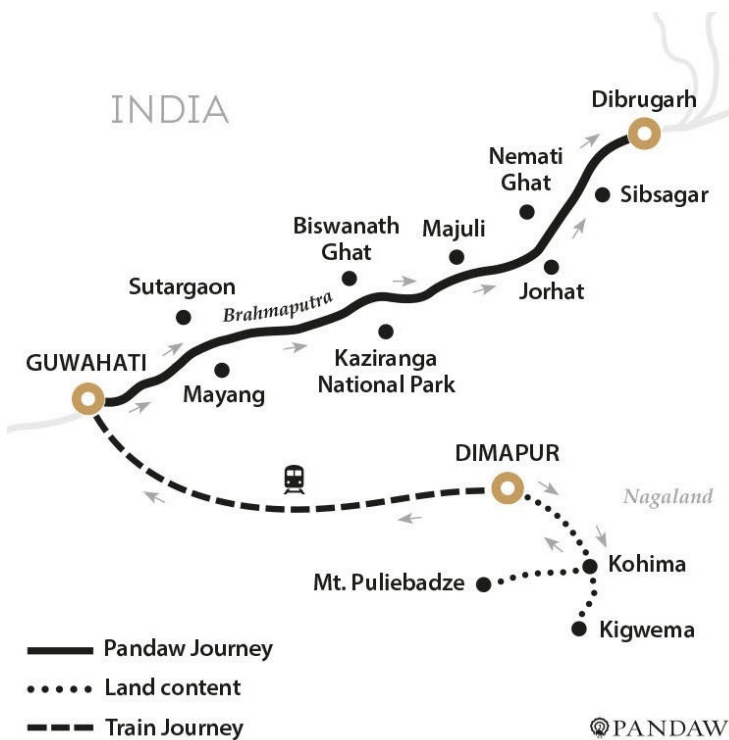 INDIA
Dibrugarh
Nemati
Ghat
Sibsagar
Biswanath
Ghat
Majuli
Jorhat
Sutargaon
Brahmaputra
Kaziranga
National Park
GUWAHATI
Mayang
DIMAPUR
Nagaland
Kohima
Mt. Puliebadze
Kigwema
Pandaw Journey
Land content
Train Journey
PANDAW